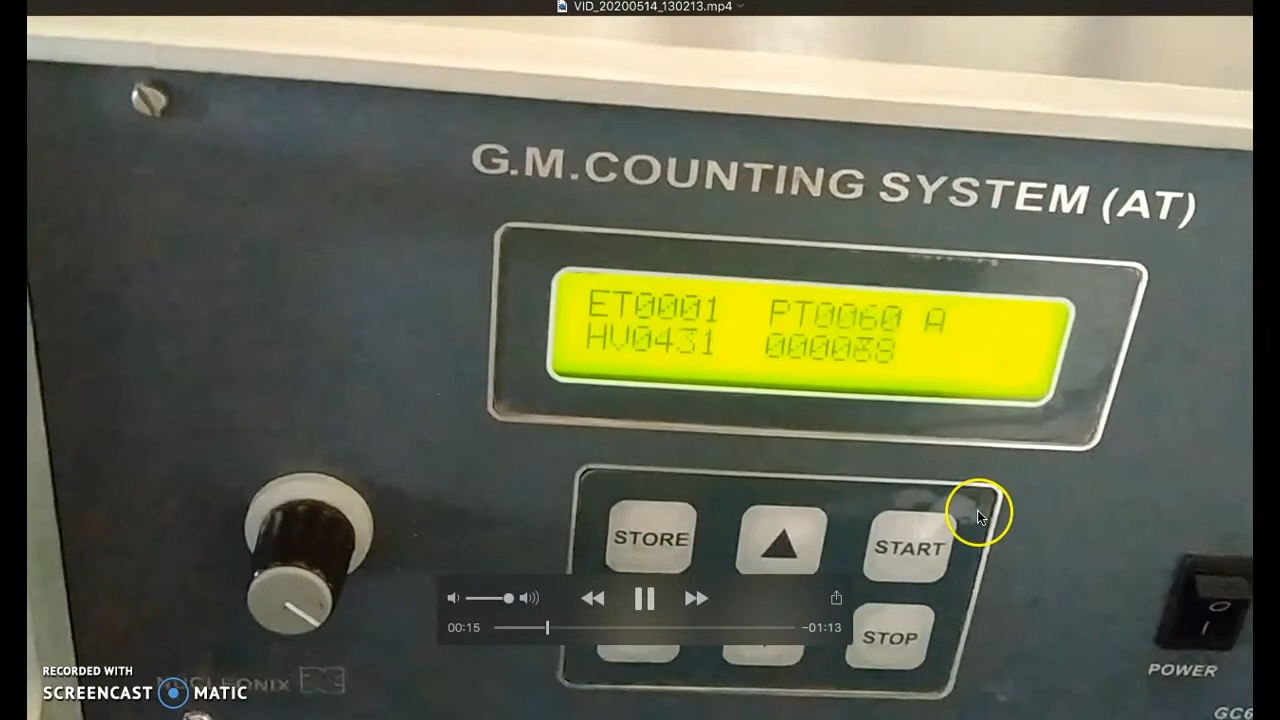 VID_20200514_130213.mp4
G.M.COUNTING SYSTEM (AT)
ET0001 PT0060 A
HV0431 000088
STORE
START
STOP
00:15
−01:13
POWER
NUCLEONIX
RECORDED WITH
SCREENCAST MATIC